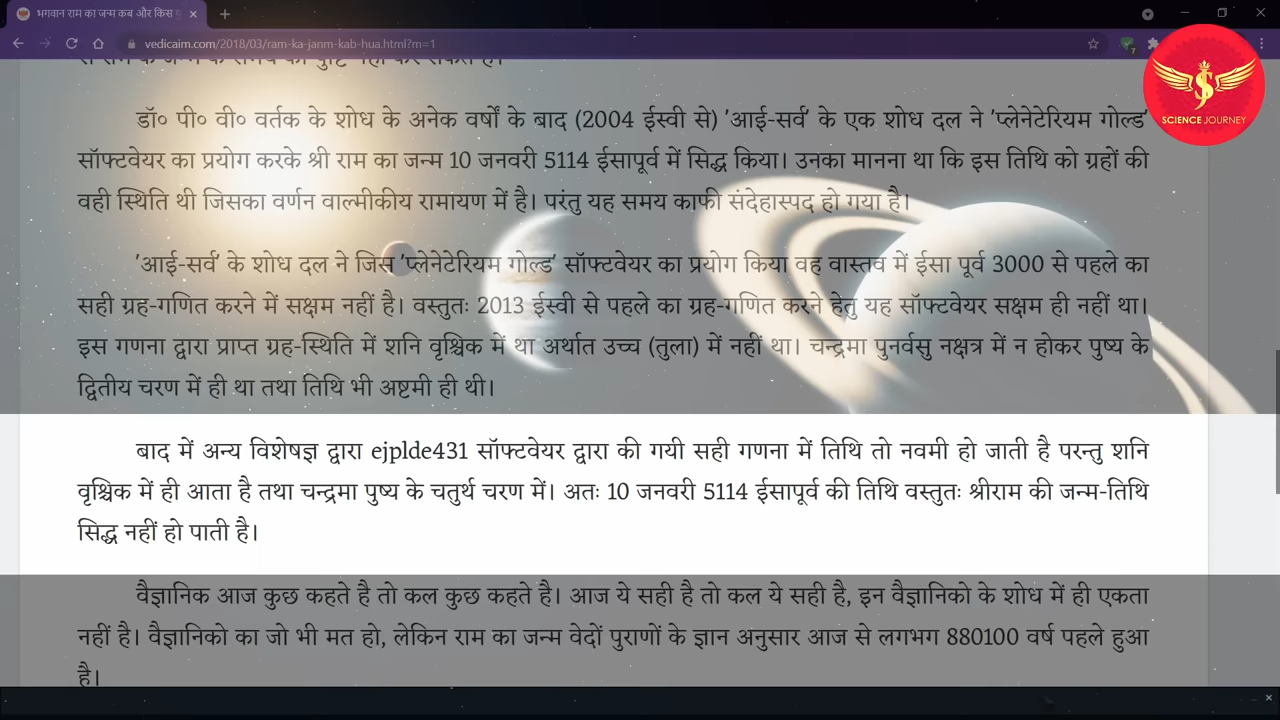 भगवान राम का जन्म कब और किस
vedicaim.com/2018/03/ram-ka-janm-kab-hua.html?m=1
SCIENCE JOURNEY
डॉ० पी० वी० वर्तक के शोध के अनेक वर्षों के बाद (2004 ईस्वी से) 'आई-सर्व' के एक शोध दल ने 'प्लेनेटेरियम गोल्ड'
सॉफ्टवेयर का प्रयोग करके श्री राम का जन्म 10 जनवरी 5114 ईसापूर्व में सिद्ध किया। उनका मानना था कि इस तिथि को ग्रहों की
वही स्थिति थी जिसका वर्णन वाल्मीकीय रामायण में है। परंतु यह समय काफी संदेहास्पद हो गया है।
'आई-सर्व' के शोध दल ने जिस 'प्लेनेटेरियम गोल्ड' सॉफ्टवेयर का प्रयोग किया वह वास्तव में ईसा पूर्व 3000 से पहले का
सही ग्रह-गणित करने में सक्षम नहीं है। वस्तुतः 2013 ईस्वी से पहले का ग्रह-गणित करने हेतु यह सॉफ्टवेयर सक्षम ही नहीं था।
इस गणना द्वारा प्राप्त ग्रह-स्थिति में शनि वृश्चिक में था अर्थात उच्च (तुला) में नहीं था। चन्द्रमा पुनर्वसु नक्षत्र में न होकर पुष्य के
द्वितीय चरण में ही था तथा तिथि भी अष्टमी ही थी।
बाद में अन्य विशेषज्ञ द्वारा ejplde431 सॉफ्टवेयर द्वारा की गयी सही गणना में तिथि तो नवमी हो जाती है परन्तु शनि
वृश्चिक में ही आता है तथा चन्द्रमा पुष्य के चतुर्थ चरण में। अतः 10 जनवरी 5114 ईसापूर्व की तिथि वस्तुतः श्रीराम की जन्म-तिथि
सिद्ध नहीं हो पाती है।
वैज्ञानिक आज कुछ कहते है तो कल कुछ कहते है। आज ये सही है तो कल ये सही है, इन वैज्ञानिको के शोध में ही एकता
नहीं है। वैज्ञानिको का जो भी मत हो, लेकिन राम का जन्म वेदों पुराणों के ज्ञान अनुसार आज से लगभग 880100 वर्ष पहले हुआ
है।